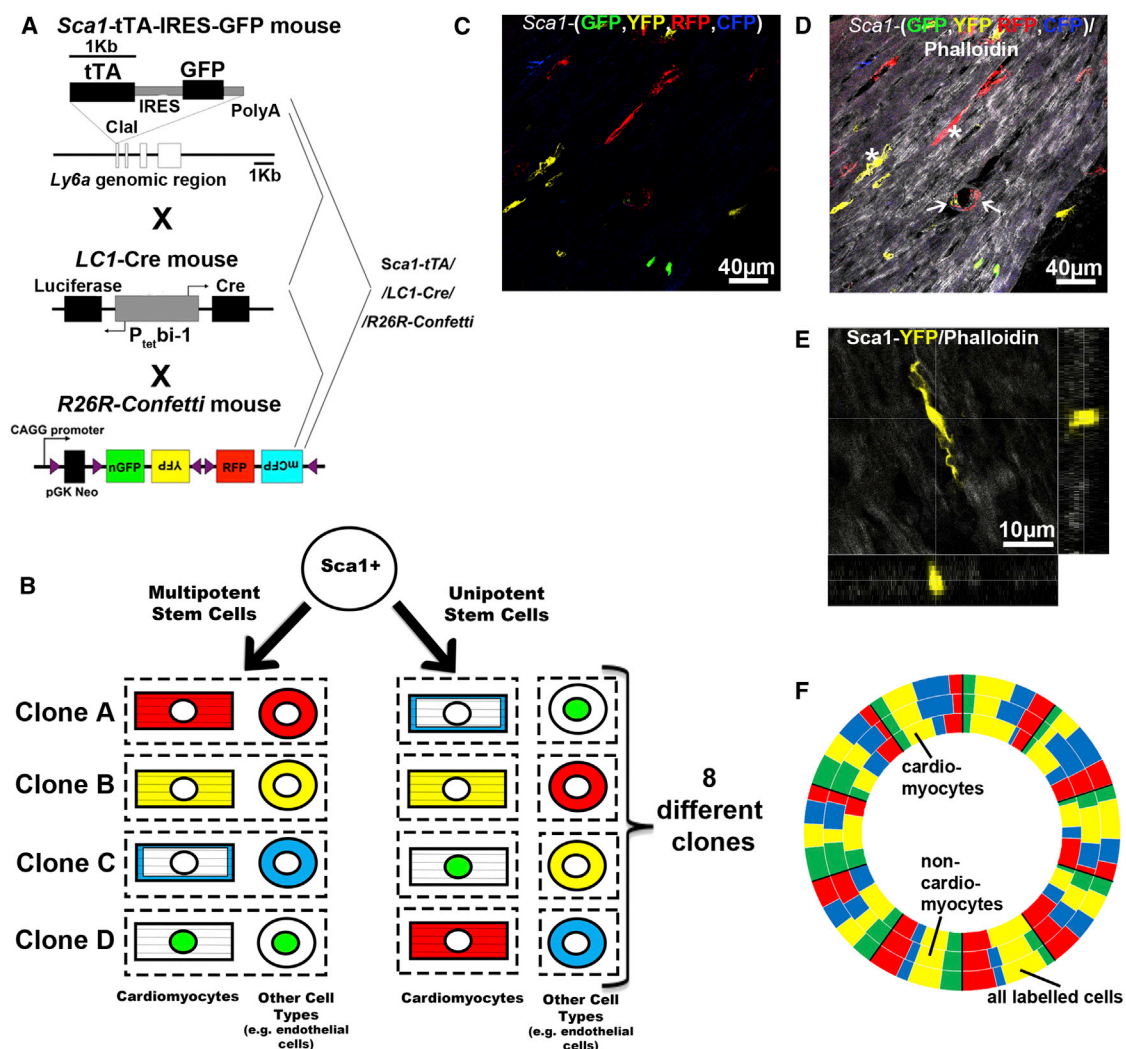 A
Sca1-tTA-IRES-GFP mouse
1Kb
tTA
GFP
IRES
PolyA
ClaI
1Kb
Ly6a genomic region
X
LC1-Cre mouse
Luciferase
Cre
Ptetbi-1
X
R26R-Confetti mouse
CAGG promoter
nGFP
YFP
RFP
mCFP
pGK Neo
Sca1-tTA/
/LC1-Cre/
/R26R-Confetti
B
Sca1+
Multipotent
Stem Cells
Unipotent
Stem Cells
Clone A
Clone B
Clone C
Clone D
8
different
clones
Cardiomyocytes
Other Cell
Types
(e.g. endothelial
cells)
Cardiomyocytes
Other Cell
Types
(e.g. endothelial
cells)
C
Sca1-(GFP,YFP,RFP,CFP)
40μm
D
Sca1-(GFP,YFP,RFP,CFP)/
Phalloidin
*
*
40μm
E
Sca1-YFP/Phalloidin
10μm
F
cardio-
myocytes
non-
cardio-
myocytes
all labelled cells